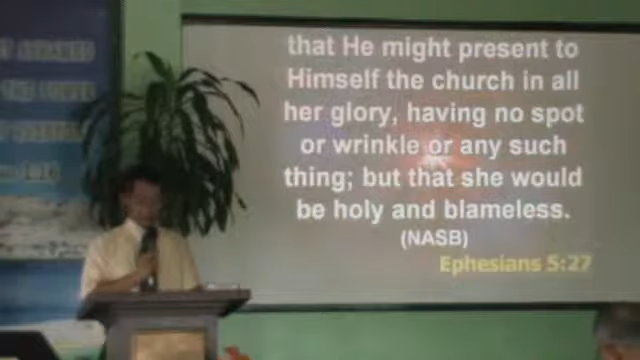 that He might present to
Himself the church in all
her glory, having no spot
or wrinkle or any such
thing; but that she would
be holy and blameless.
(NASB)
Ephesians 5:27